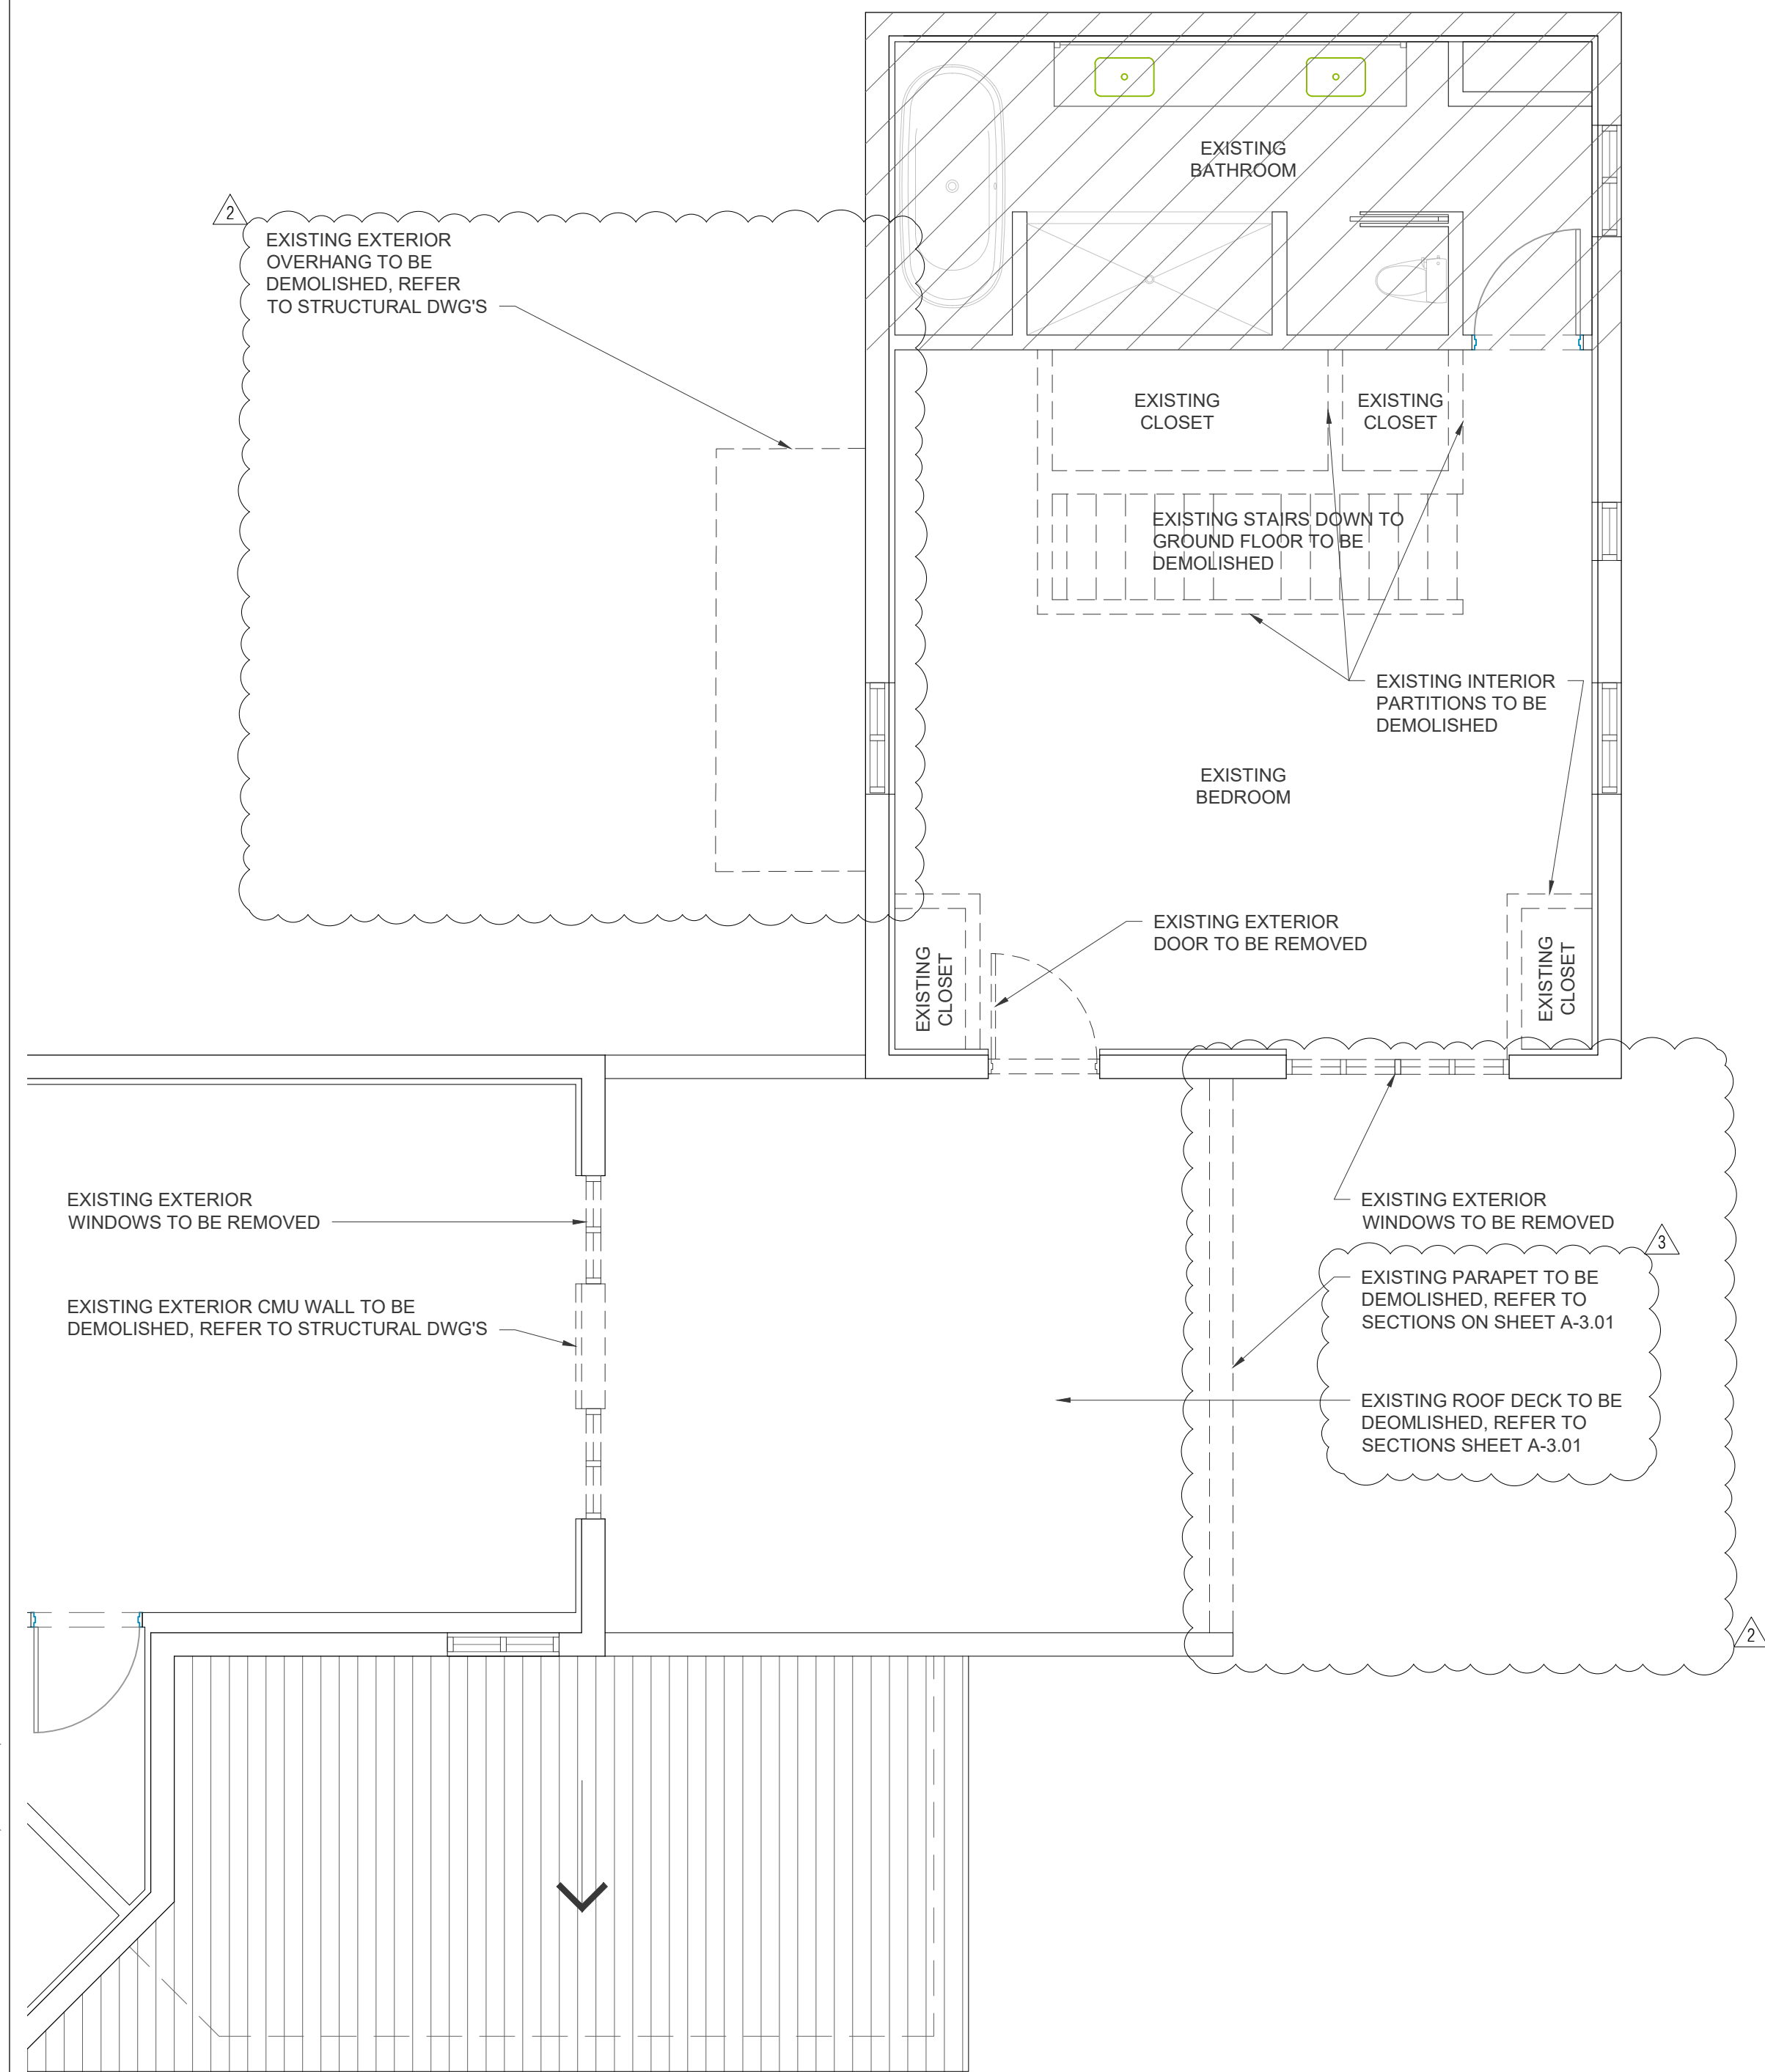 EXISTING
BATHROOM
2
EXISTING EXTERIOR
OVERHANG TO BE
DEMOLISHED, REFER
TO STRUCTURAL DWG'S
EXISTING
CLOSET
EXISTING
CLOSET
EXISTING STAIRS DOWN TO
GROUND FLOOR TO BE
DEMOLISHED
EXISTING INTERIOR
PARTITIONS TO BE
DEMOLISHED
EXISTING
BEDROOM
EXISTING EXTERIOR
DOOR TO BE REMOVED
EXISTING
CLOSET
EXISTING
CLOSET
EXISTING EXTERIOR
WINDOWS TO BE REMOVED
EXISTING EXTERIOR CMU WALL TO BE
DEMOLISHED, REFER TO STRUCTURAL DWG'S
EXISTING EXTERIOR
WINDOWS TO BE REMOVED
3
EXISTING PARAPET TO BE
DEMOLISHED, REFER TO
SECTIONS ON SHEET A-3.01
EXISTING ROOF DECK TO BE
DEOMLISHED, REFER TO
SECTIONS SHEET A-3.01
2